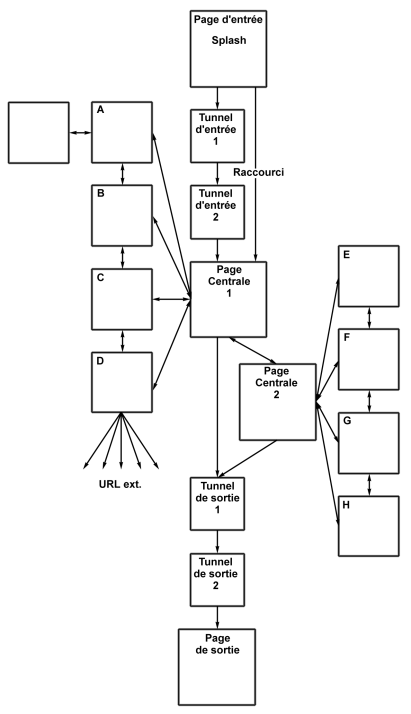 Page d'entrée
Splash
Tunnel
d'entrée
1
Raccourci
Tunnel
d'entrée
2
A
B
C
D
URL ext.
Page
Centrale
1
Page
Centrale
2
E
F
G
H
Tunnel
de sortie
1
Tunnel
de sortie
2
Page
de sortie